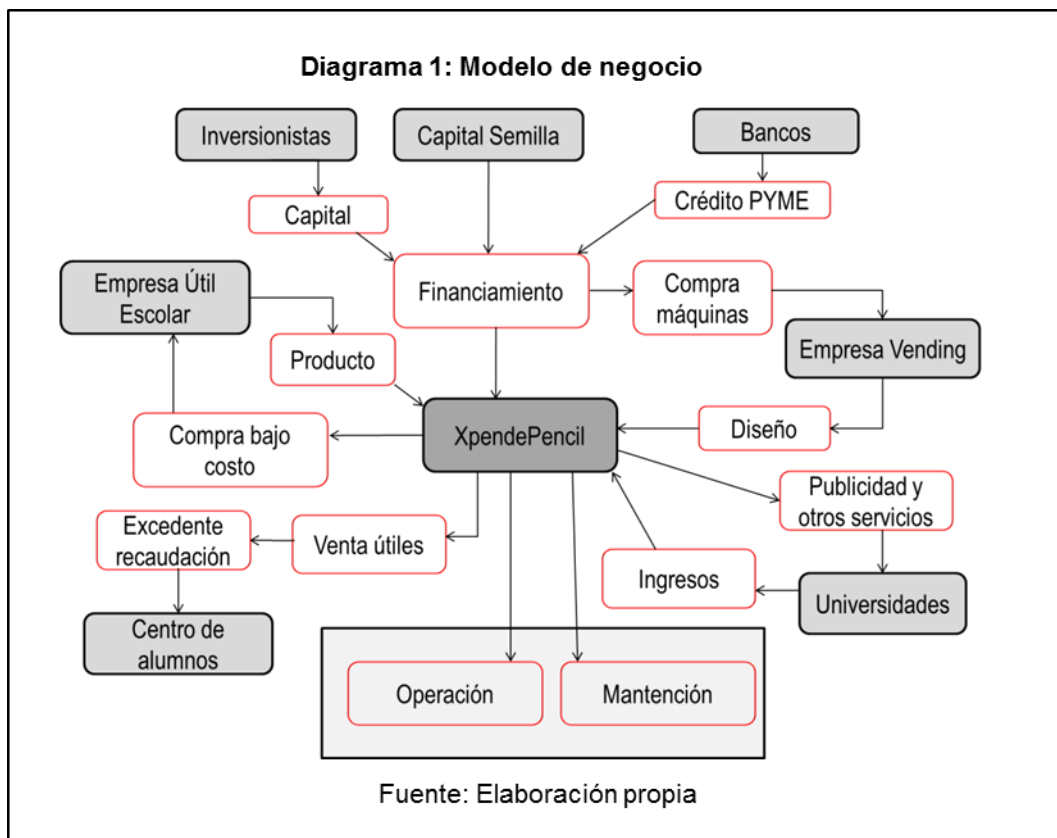 Diagrama 1: Modelo de negocio
Inversionistas
Capital Semilla
Bancos
Capital
Crédito PYME
Empresa Útil
Escolar
Financiamiento
Compra
máquinas
Producto
Empresa Vending
Compra bajo
costo
XpendePencil
Diseño
Publicidad y
otros servicios
Excedente
recaudación
Venta útiles
Ingresos
Universidades
Centro de
alumnos
Operación
Mantención
Fuente: Elaboración propia